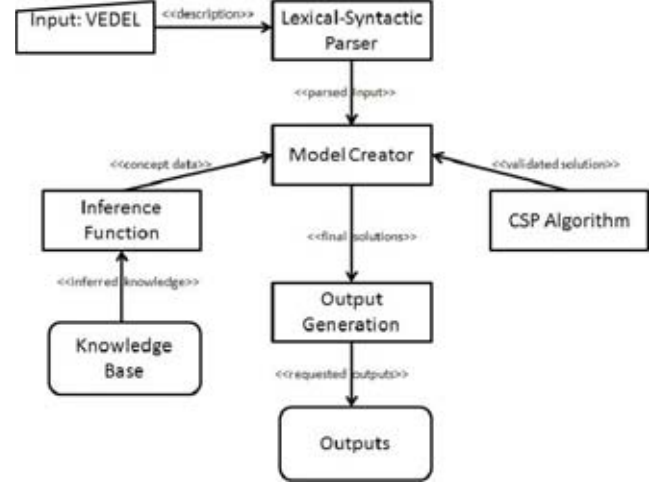 Input: VEDEL
<<description>>
Lexical-Syntactic
Parser
<<parsed input>>
Model Creator
<<concept data>>
<<validated solution>>
Inference
Function
CSP Algorithm
<<final solutions>>
<<inferred knowledge>>
Output
Generation
Knowledge
Base
<<requested outputs>>
Outputs